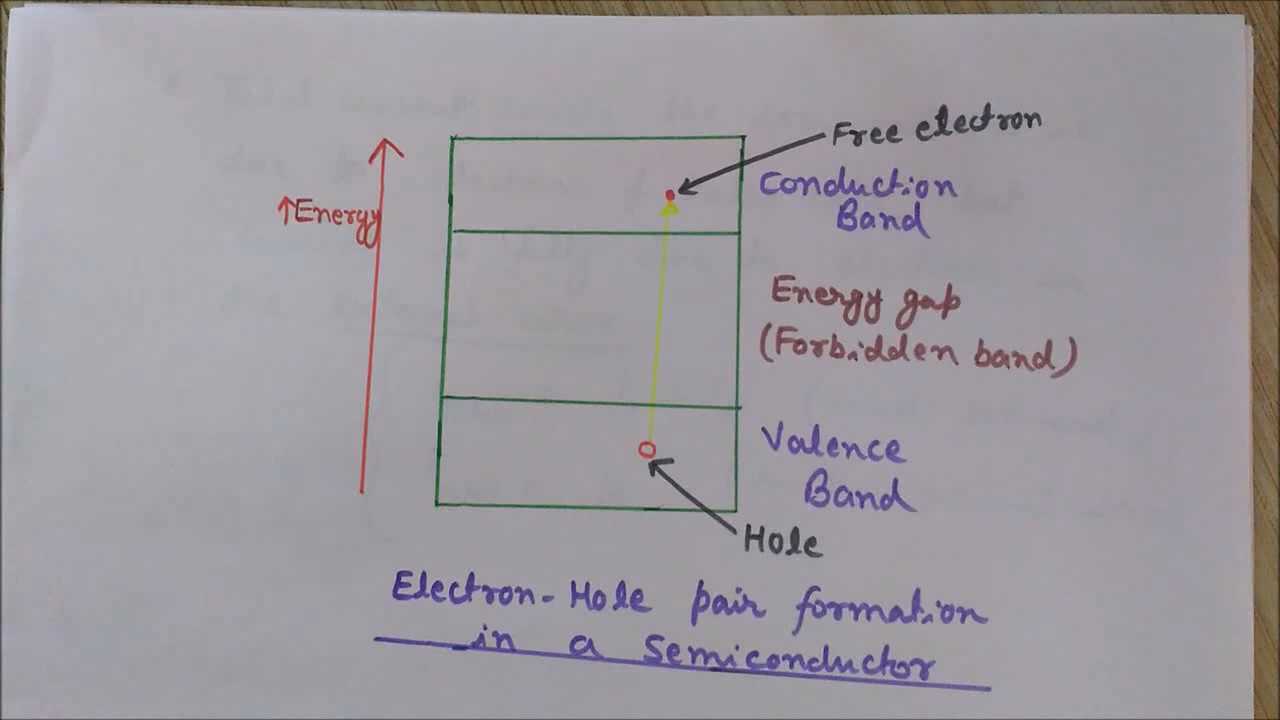 Free electron
Conduction
Band
↑Energy
Energy gap
(Forbidden band)
Valence
Band
Hole
Electron-Hole pair formation
in a semiconductor